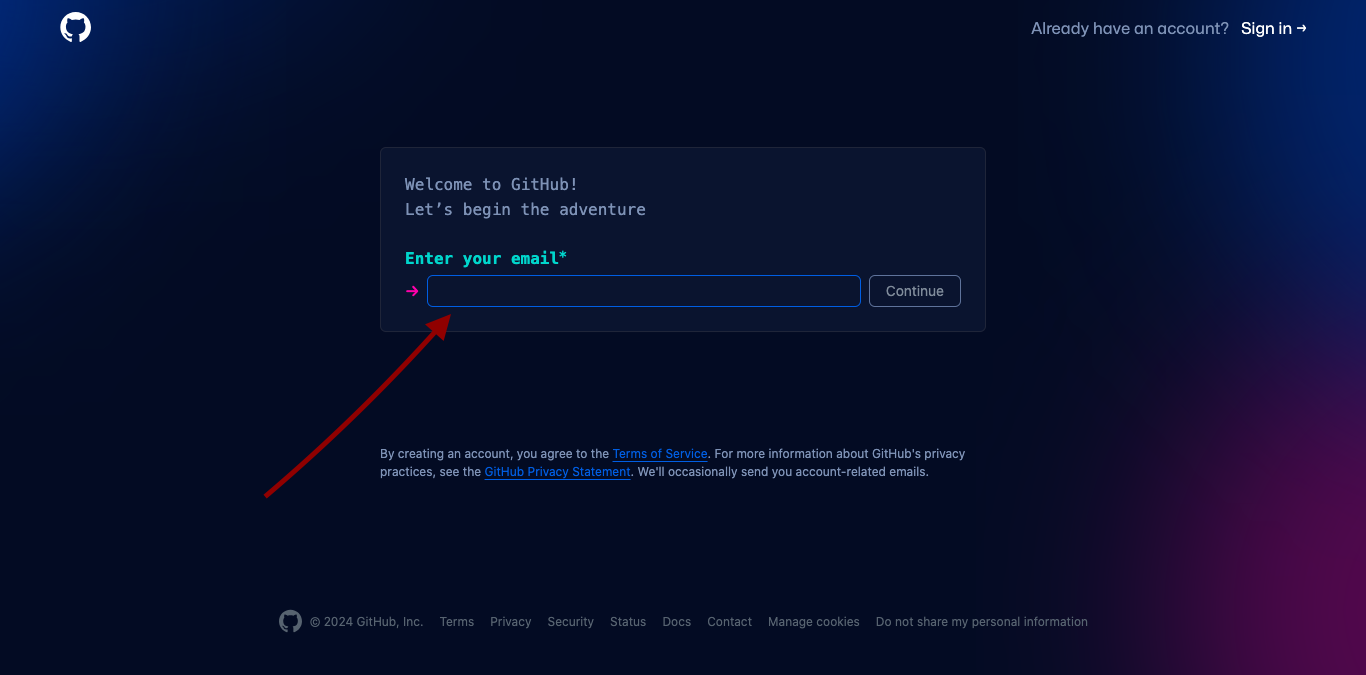 Already have an account? Sign in →
Welcome to GitHub!
Let’s begin the adventure
Enter your email*
→ Continue
By creating an account, you agree to the Terms of Service. For more information about GitHub's privacy
practices, see the GitHub Privacy Statement. We'll occasionally send you account-related emails.
© 2024 GitHub, Inc. Terms Privacy Security Status Docs Contact Manage cookies Do not share my personal information